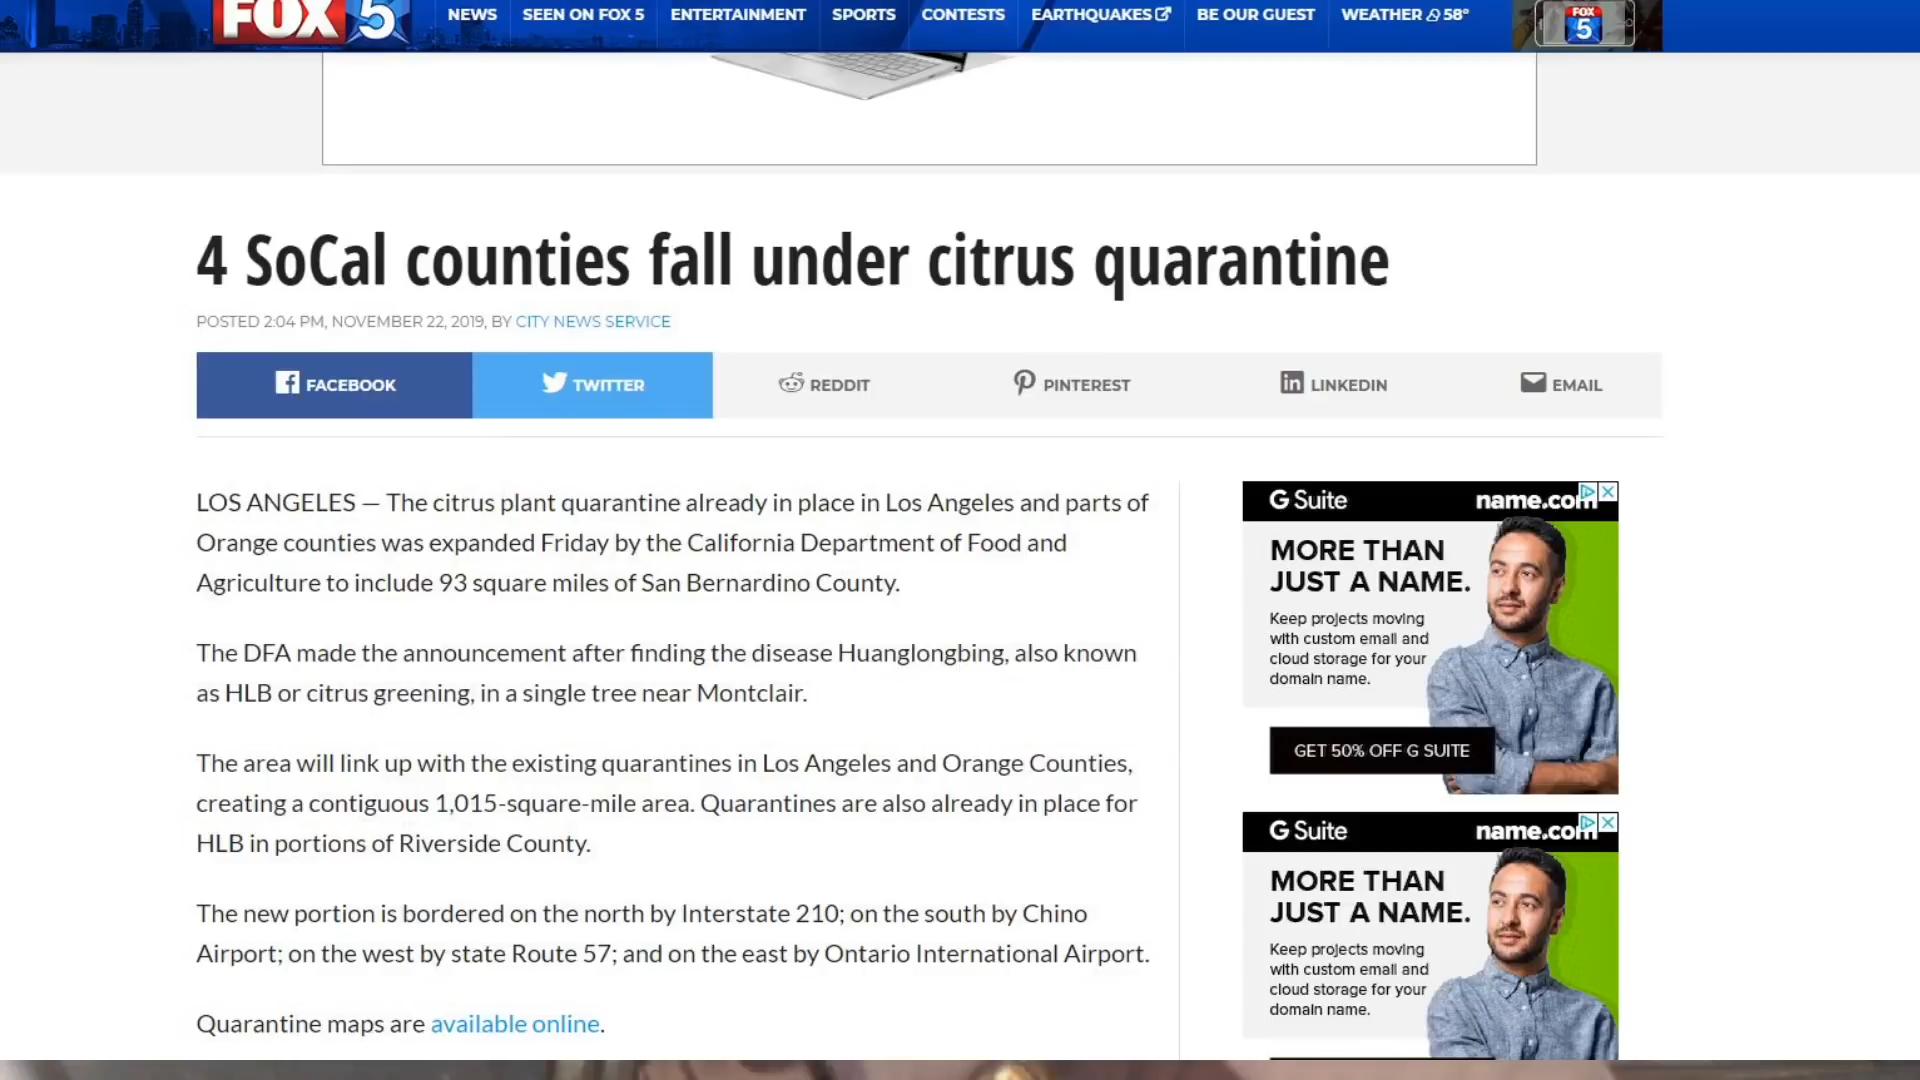 FOX 5
NEWS
SEEN ON FOX 5
ENTERTAINMENT
SPORTS
CONTESTS
EARTHQUAKES
BE OUR GUEST
WEATHER 58°
FOX
5
4 SoCal counties fall under citrus quarantine
POSTED 2:04 PM, NOVEMBER 22, 2019, BY CITY NEWS SERVICE
FACEBOOK
TWITTER
REDDIT
PINTEREST
LINKEDIN
EMAIL
LOS ANGELES — The citrus plant quarantine already in place in Los Angeles and parts of
Orange counties was expanded Friday by the California Department of Food and
Agriculture to include 93 square miles of San Bernardino County.
The DFA made the announcement after finding the disease Huanglongbing, also known
as HLB or citrus greening, in a single tree near Montclair.
The area will link up with the existing quarantines in Los Angeles and Orange Counties,
creating a contiguous 1,015-square-mile area. Quarantines are also already in place for
HLB in portions of Riverside County.
The new portion is bordered on the north by Interstate 210; on the south by Chino
Airport; on the west by state Route 57; and on the east by Ontario International Airport.
Quarantine maps are available online.
G Suite
name.com
MORE THAN
JUST A NAME.
Keep projects moving
with custom email and
cloud storage for your
domain name.
GET 50% OFF G SUITE
G Suite
name.com
MORE THAN
JUST A NAME.
Keep projects moving
with custom email and
cloud storage for your
domain name.